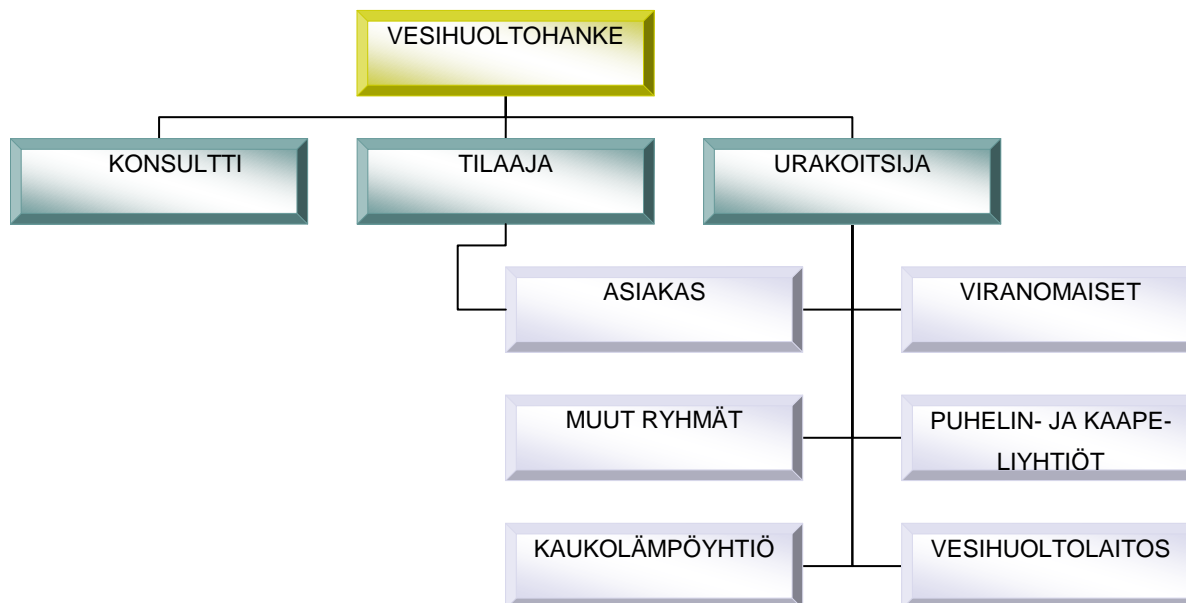 VESIHUOLTOHANKE
KONSULTTI
TILAAJA
URAKOITSIJA
ASIAKAS
VIRANOMAISET
MUUT RYHMÄT
PUHELIN- JA KAAPE-
LIYHTIÖT
KAUKOLÄMPÖYHTIÖ
VESIHUOLTOLAITOS